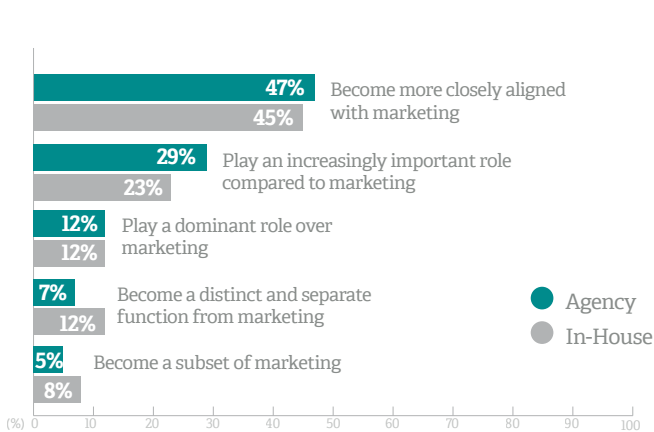 47% Become more closely aligned
45% with marketing
29% Play an increasingly important role
23% compared to marketing
12% Play a dominant role over
12% marketing
7% Become a distinct and separate
12% function from marketing
5% Become a subset of marketing
8%
Agency
In-House
(%) 0 10 20 30 40 50 60 70 80 90 100